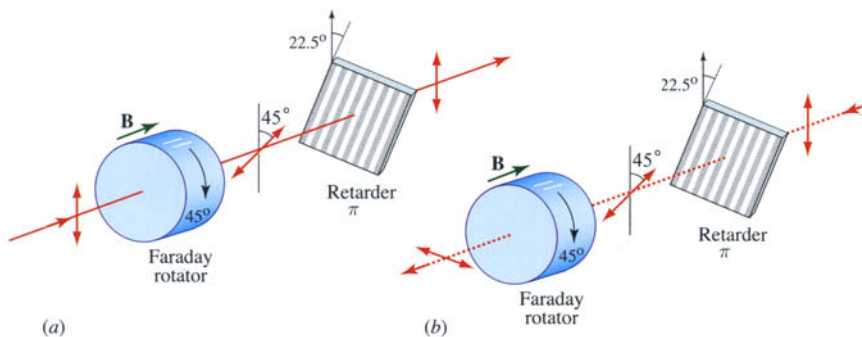 22.5°
45°
B
45°
Retarder
π
Faraday
rotator
(a)
22.5°
45°
B
45°
Retarder
π
Faraday
rotator
(b)